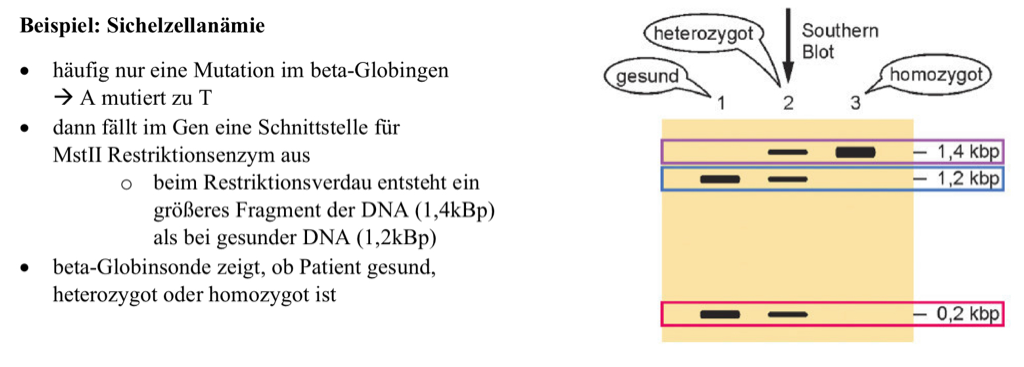 Beispiel: Sichelzellanämie
• häufig nur eine Mutation im beta-Globingen
→ A mutiert zu T
• dann fällt im Gen eine Schnittstelle für
MstII Restriktionsenzym aus
o beim Restriktionsverdau entsteht ein
größeres Fragment der DNA (1,4kBp)
als bei gesunder DNA (1,2kBp)
• beta-Globinsonde zeigt, ob Patient gesund,
heterozygot oder homozygot ist
heterozygot
Southern
Blot
gesund
homozygot
1 2 3
– 1,4 kbp
– 1,2 kbp
– 0,2 kbp